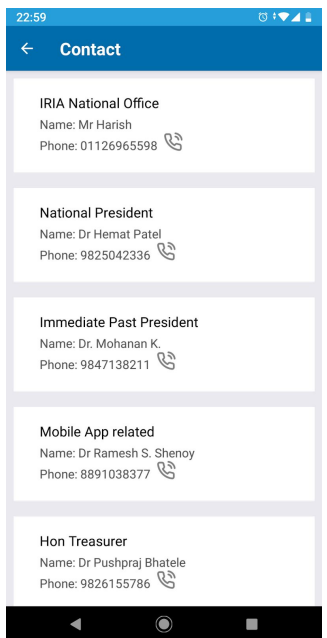 22:59
Contact
IRIA National Office
Name: Mr Harish
Phone: 01126965598
National President
Name: Dr Hemat Patel
Phone: 9825042336
Immediate Past President
Name: Dr. Mohanan K.
Phone: 9847138211
Mobile App related
Name: Dr Ramesh S. Shenoy
Phone: 8891038377
Hon Treasurer
Name: Dr Pushpraj Bhatele
Phone: 9826155786